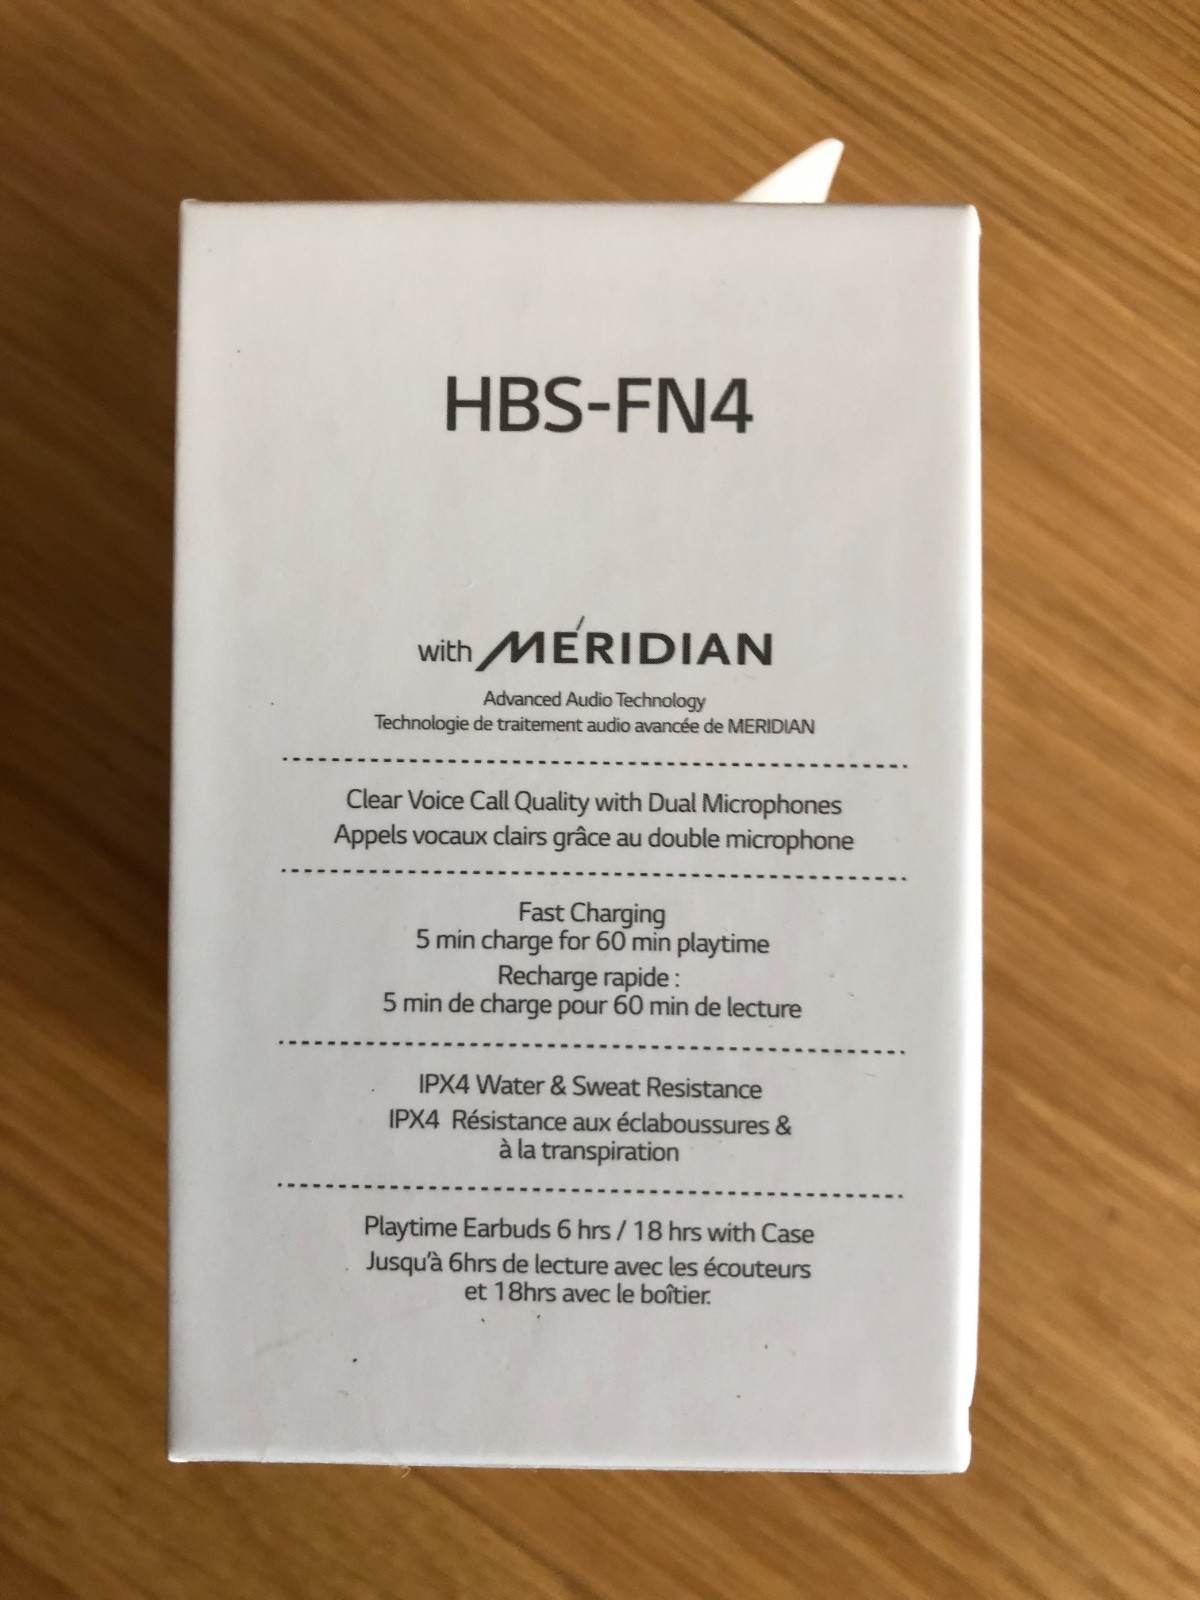 HBS-FN4
with MERIDIAN
Advanced Audio Technology
Technologie de traitement audio avancée de MERIDIAN
Clear Voice Call Quality with Dual Microphones
Appels vocaux clairs grâce au double microphone
Fast Charging
5 min charge for 60 min playtime
Recharge rapide :
5 min de charge pour 60 min de lecture
IPX4 Water & Sweat Resistance
IPX4 Résistance aux éclaboussures &
à la transpiration
Playtime Earbuds 6 hrs / 18 hrs with Case
Jusqu'à 6hrs de lecture avec les écouteurs
et 18hrs avec le boîtier.